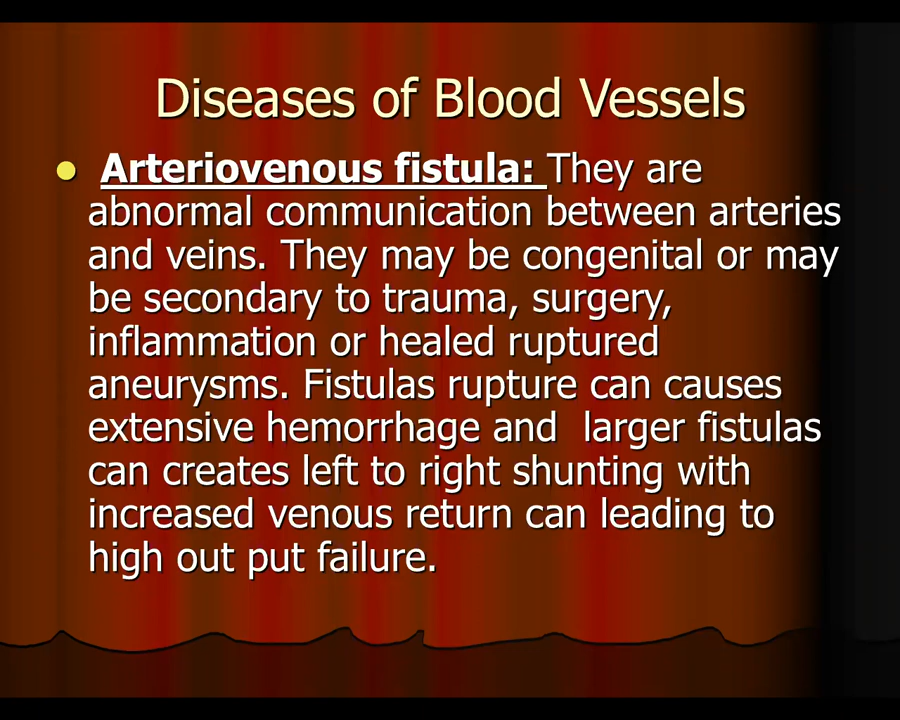 Diseases of Blood Vessels
Arteriovenous fistula: They are
abnormal communication between arteries
and veins. They may be congenital or may
be secondary to trauma, surgery,
inflammation or healed ruptured
aneurysms. Fistulas rupture can causes
extensive hemorrhage and  larger fistulas
can creates left to right shunting with
increased venous return can leading to
high out put failure.